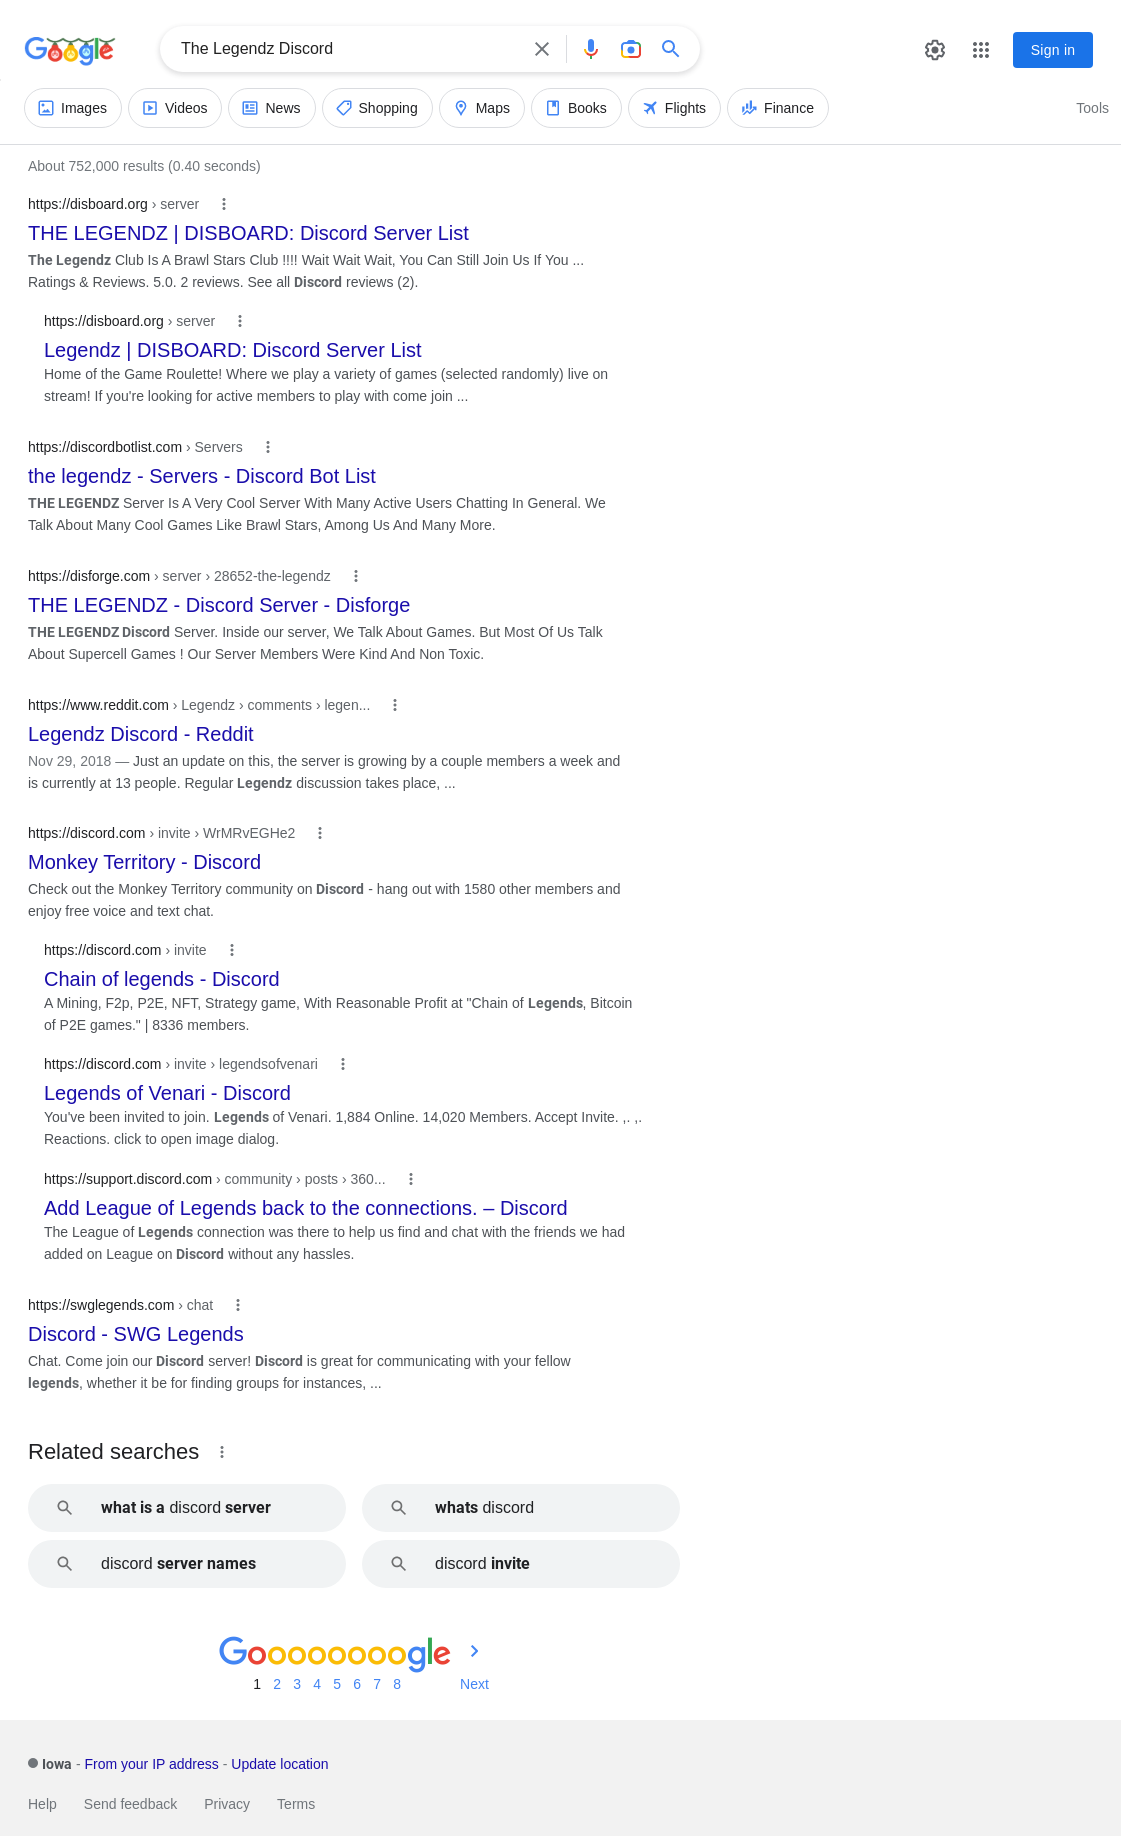 Google
The Legendz Discord
Sign in
Images
Videos
News
Shopping
Maps
Books
Flights
Finance
Tools
About 752,000 results (0.40 seconds)
https://disboard.org › server
THE LEGENDZ | DISBOARD: Discord Server List
The Legendz Club Is A Brawl Stars Club !!!! Wait Wait Wait, You Can Still Join Us If You ...
Ratings & Reviews. 5.0. 2 reviews. See all Discord reviews (2).
https://disboard.org › server
Legendz | DISBOARD: Discord Server List
Home of the Game Roulette! Where we play a variety of games (selected randomly) live on
stream! If you're looking for active members to play with come join ...
https://discordbotlist.com › Servers
the legendz - Servers - Discord Bot List
THE LEGENDZ Server Is A Very Cool Server With Many Active Users Chatting In General. We
Talk About Many Cool Games Like Brawl Stars, Among Us And Many More.
https://disforge.com › server › 28652-the-legendz
THE LEGENDZ - Discord Server - Disforge
THE LEGENDZ Discord Server. Inside our server, We Talk About Games. But Most Of Us Talk
About Supercell Games ! Our Server Members Were Kind And Non Toxic.
https://www.reddit.com › Legendz › comments › legen...
Legendz Discord - Reddit
Nov 29, 2018 — Just an update on this, the server is growing by a couple members a week and
is currently at 13 people. Regular Legendz discussion takes place, ...
https://discord.com › invite › WrMRvEGHe2
Monkey Territory - Discord
Check out the Monkey Territory community on Discord - hang out with 1580 other members and
enjoy free voice and text chat.
https://discord.com › invite
Chain of legends - Discord
A Mining, F2p, P2E, NFT, Strategy game, With Reasonable Profit at "Chain of Legends, Bitcoin
of P2E games." | 8336 members.
https://discord.com › invite › legendsofvenari
Legends of Venari - Discord
You've been invited to join. Legends of Venari. 1,884 Online. 14,020 Members. Accept Invite. ,. ,.
Reactions. click to open image dialog.
https://support.discord.com › community › posts › 360...
Add League of Legends back to the connections. – Discord
The League of Legends connection was there to help us find and chat with the friends we had
added on League on Discord without any hassles.
https://swglegends.com › chat
Discord - SWG Legends
Chat. Come join our Discord server! Discord is great for communicating with your fellow
legends, whether it be for finding groups for instances, ...
Related searches
what is a discord server
whats discord
discord server names
discord invite
Goooooooogle
1 2 3 4 5 6 7 8 Next
Iowa - From your IP address - Update location
Help Send feedback Privacy Terms